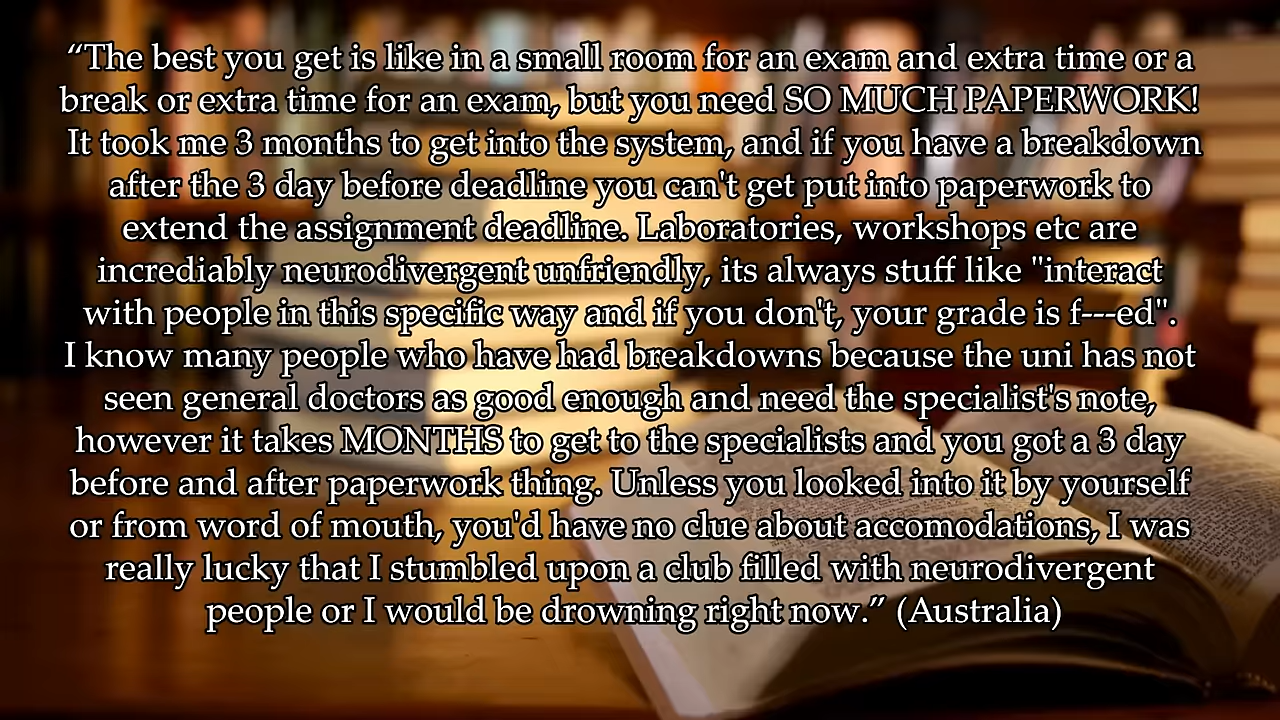 “The best you get is like in a small room for an exam and extra time or a
break or extra time for an exam, but you need SO MUCH PAPERWORK!
It took me 3 months to get into the system, and if you have a breakdown
after the 3 day before deadline you can't get put into paperwork to
extend the assignment deadline. Laboratories, workshops etc are
incrediably neurodivergent unfriendly, its always stuff like "interact
with people in this specific way and if you don't, your grade is f---ed".
I know many people who have had breakdowns because the uni has not
seen general doctors as good enough and need the specialist's note,
however it takes MONTHS to get to the specialists and you got a 3 day
before and after paperwork thing. Unless you looked into it by yourself
or from word of mouth, you'd have no clue about accomodations, I was
really lucky that I stumbled upon a club filled with neurodivergent
people or I would be drowning right now.” (Australia)